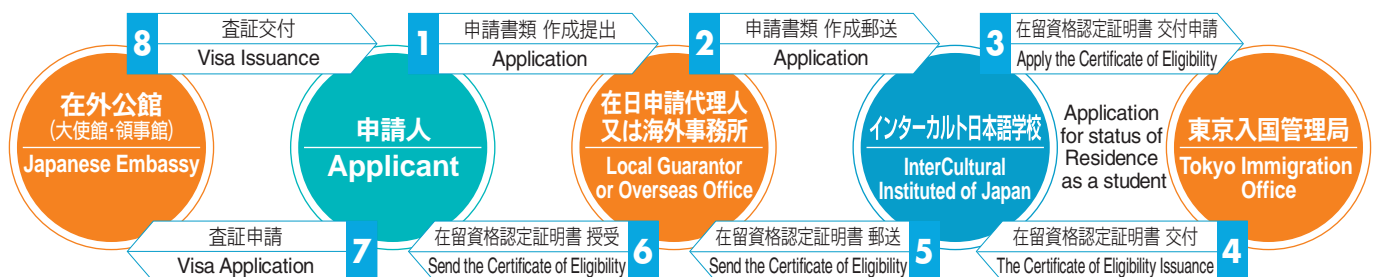 8
査証交付
Visa Issuance
1
申請書類 作成提出
Application
2
申請書類 作成郵送
Application
3
在留資格認定証明書 交付申請
Apply the Certificate of Eligibility
在外公館
(大使館・領事館)
Japanese Embassy
申請人
Applicant
在日申請代理人
又は海外事務所
Local Guarantor
or Overseas Office
インターカルト日本語学校
InterCultural
Instituted of Japan
Application
for status of
Residence
as a student
東京入国管理局
Tokyo Immigration
Office
査証申請
Visa Application
7
在留資格認定証明書 授受
Send the Certificate of Eligibility
6
在留資格認定証明書 郵送
Send the Certificate of Eligibility
5
在留資格認定証明書 交付
The Certificate of Eligibility Issuance
4